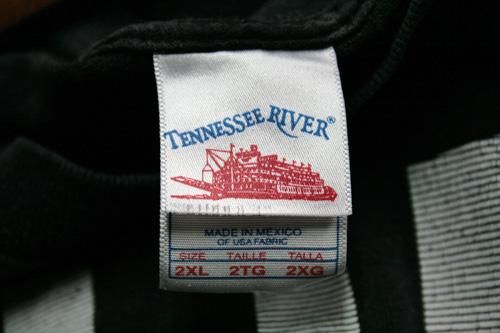 TENNESSEE RIVER®
MADE IN MEXICO
OF USA FABRIC
SIZE TAILLE TALLA
2XL 2TG 2XG